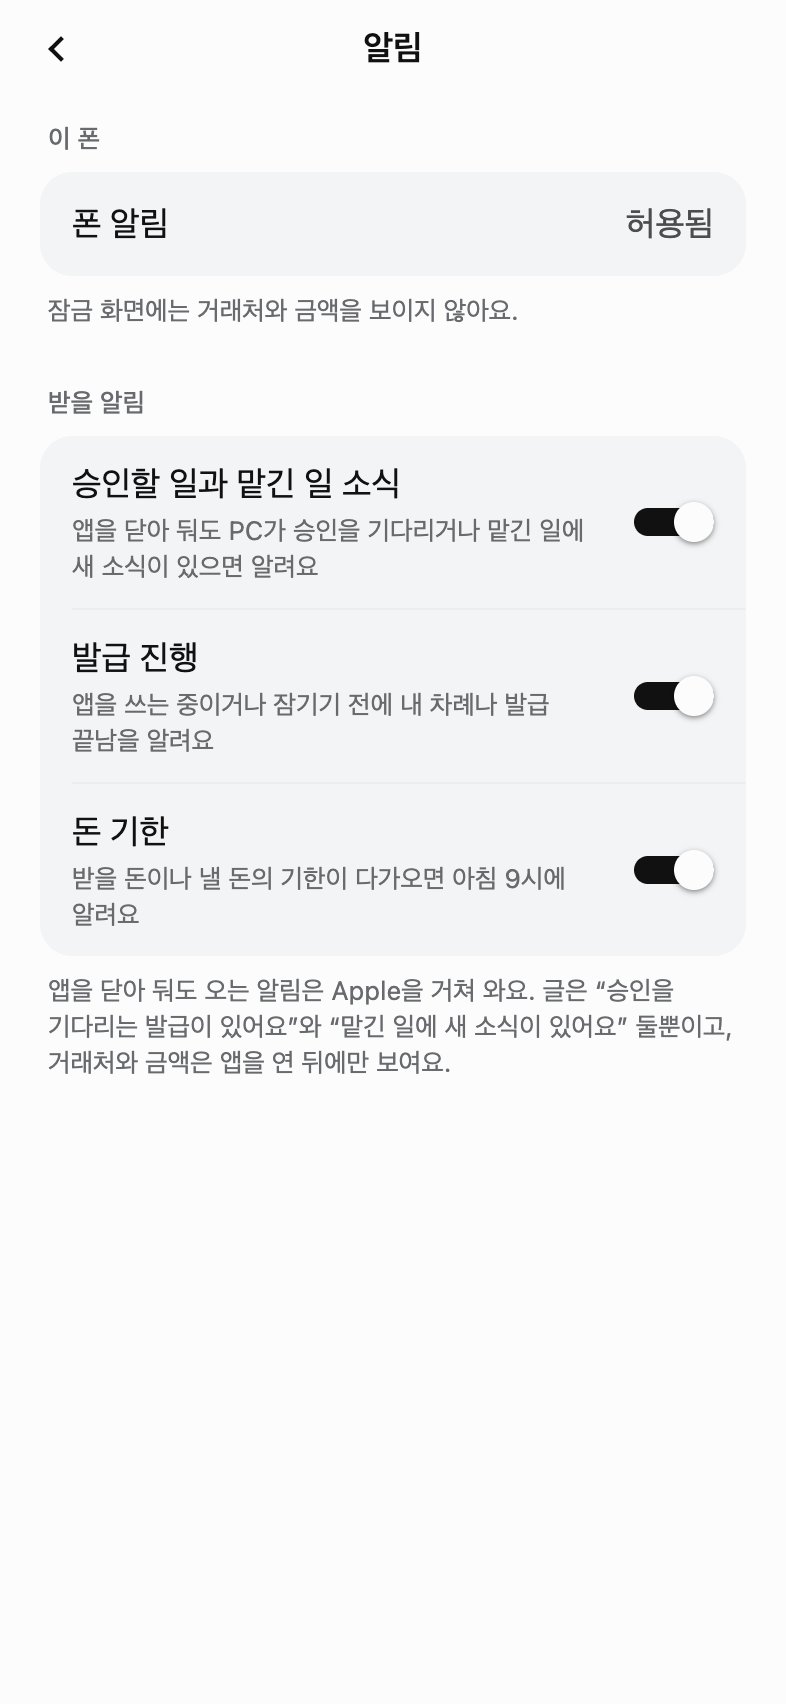 알림
이 폰
폰 알림 허용됨
잠금 화면에는 거래처와 금액을 보이지 않아요.
받을 알림
승인할 일과 맡긴 일 소식
앱을 닫아 둬도 PC가 승인을 기다리거나 맡긴 일에
새 소식이 있으면 알려요
발급 진행
앱을 쓰는 중이거나 잠기기 전에 내 차례나 발급
끝남을 알려요
돈 기한
받을 돈이나 낼 돈의 기한이 다가오면 아침 9시에
알려요
앱을 닫아 둬도 오는 알림은 Apple을 거쳐 와요. 글은 “승인을
기다리는 발급이 있어요”와 “맡긴 일에 새 소식이 있어요” 둘뿐이고,
거래처와 금액은 앱을 연 뒤에만 보여요.